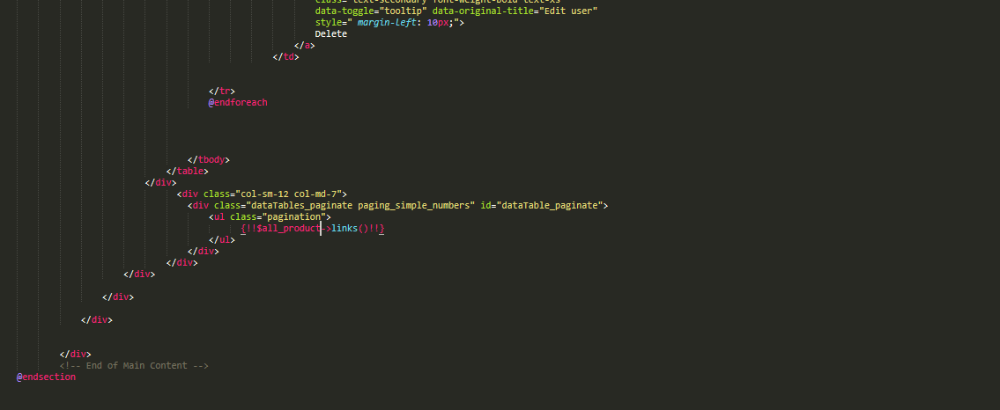 class="text-secondary font-weight-bold text-xs"
data-toggle="tooltip" data-original-title="Edit user"
style=" margin-left: 10px;">
Delete
</a>
</td>
</tr>
@endforeach
</tbody>
</table>
</div>
<div class="col-sm-12 col-md-7">
<div class="dataTables_paginate paging_simple_numbers" id="dataTable_paginate">
<ul class="pagination">
{!!$all_product->links()!!}
</ul>
</div>
</div>
</div>
</div>
</div>
</div>
<!-- End of Main Content -->
@endsection